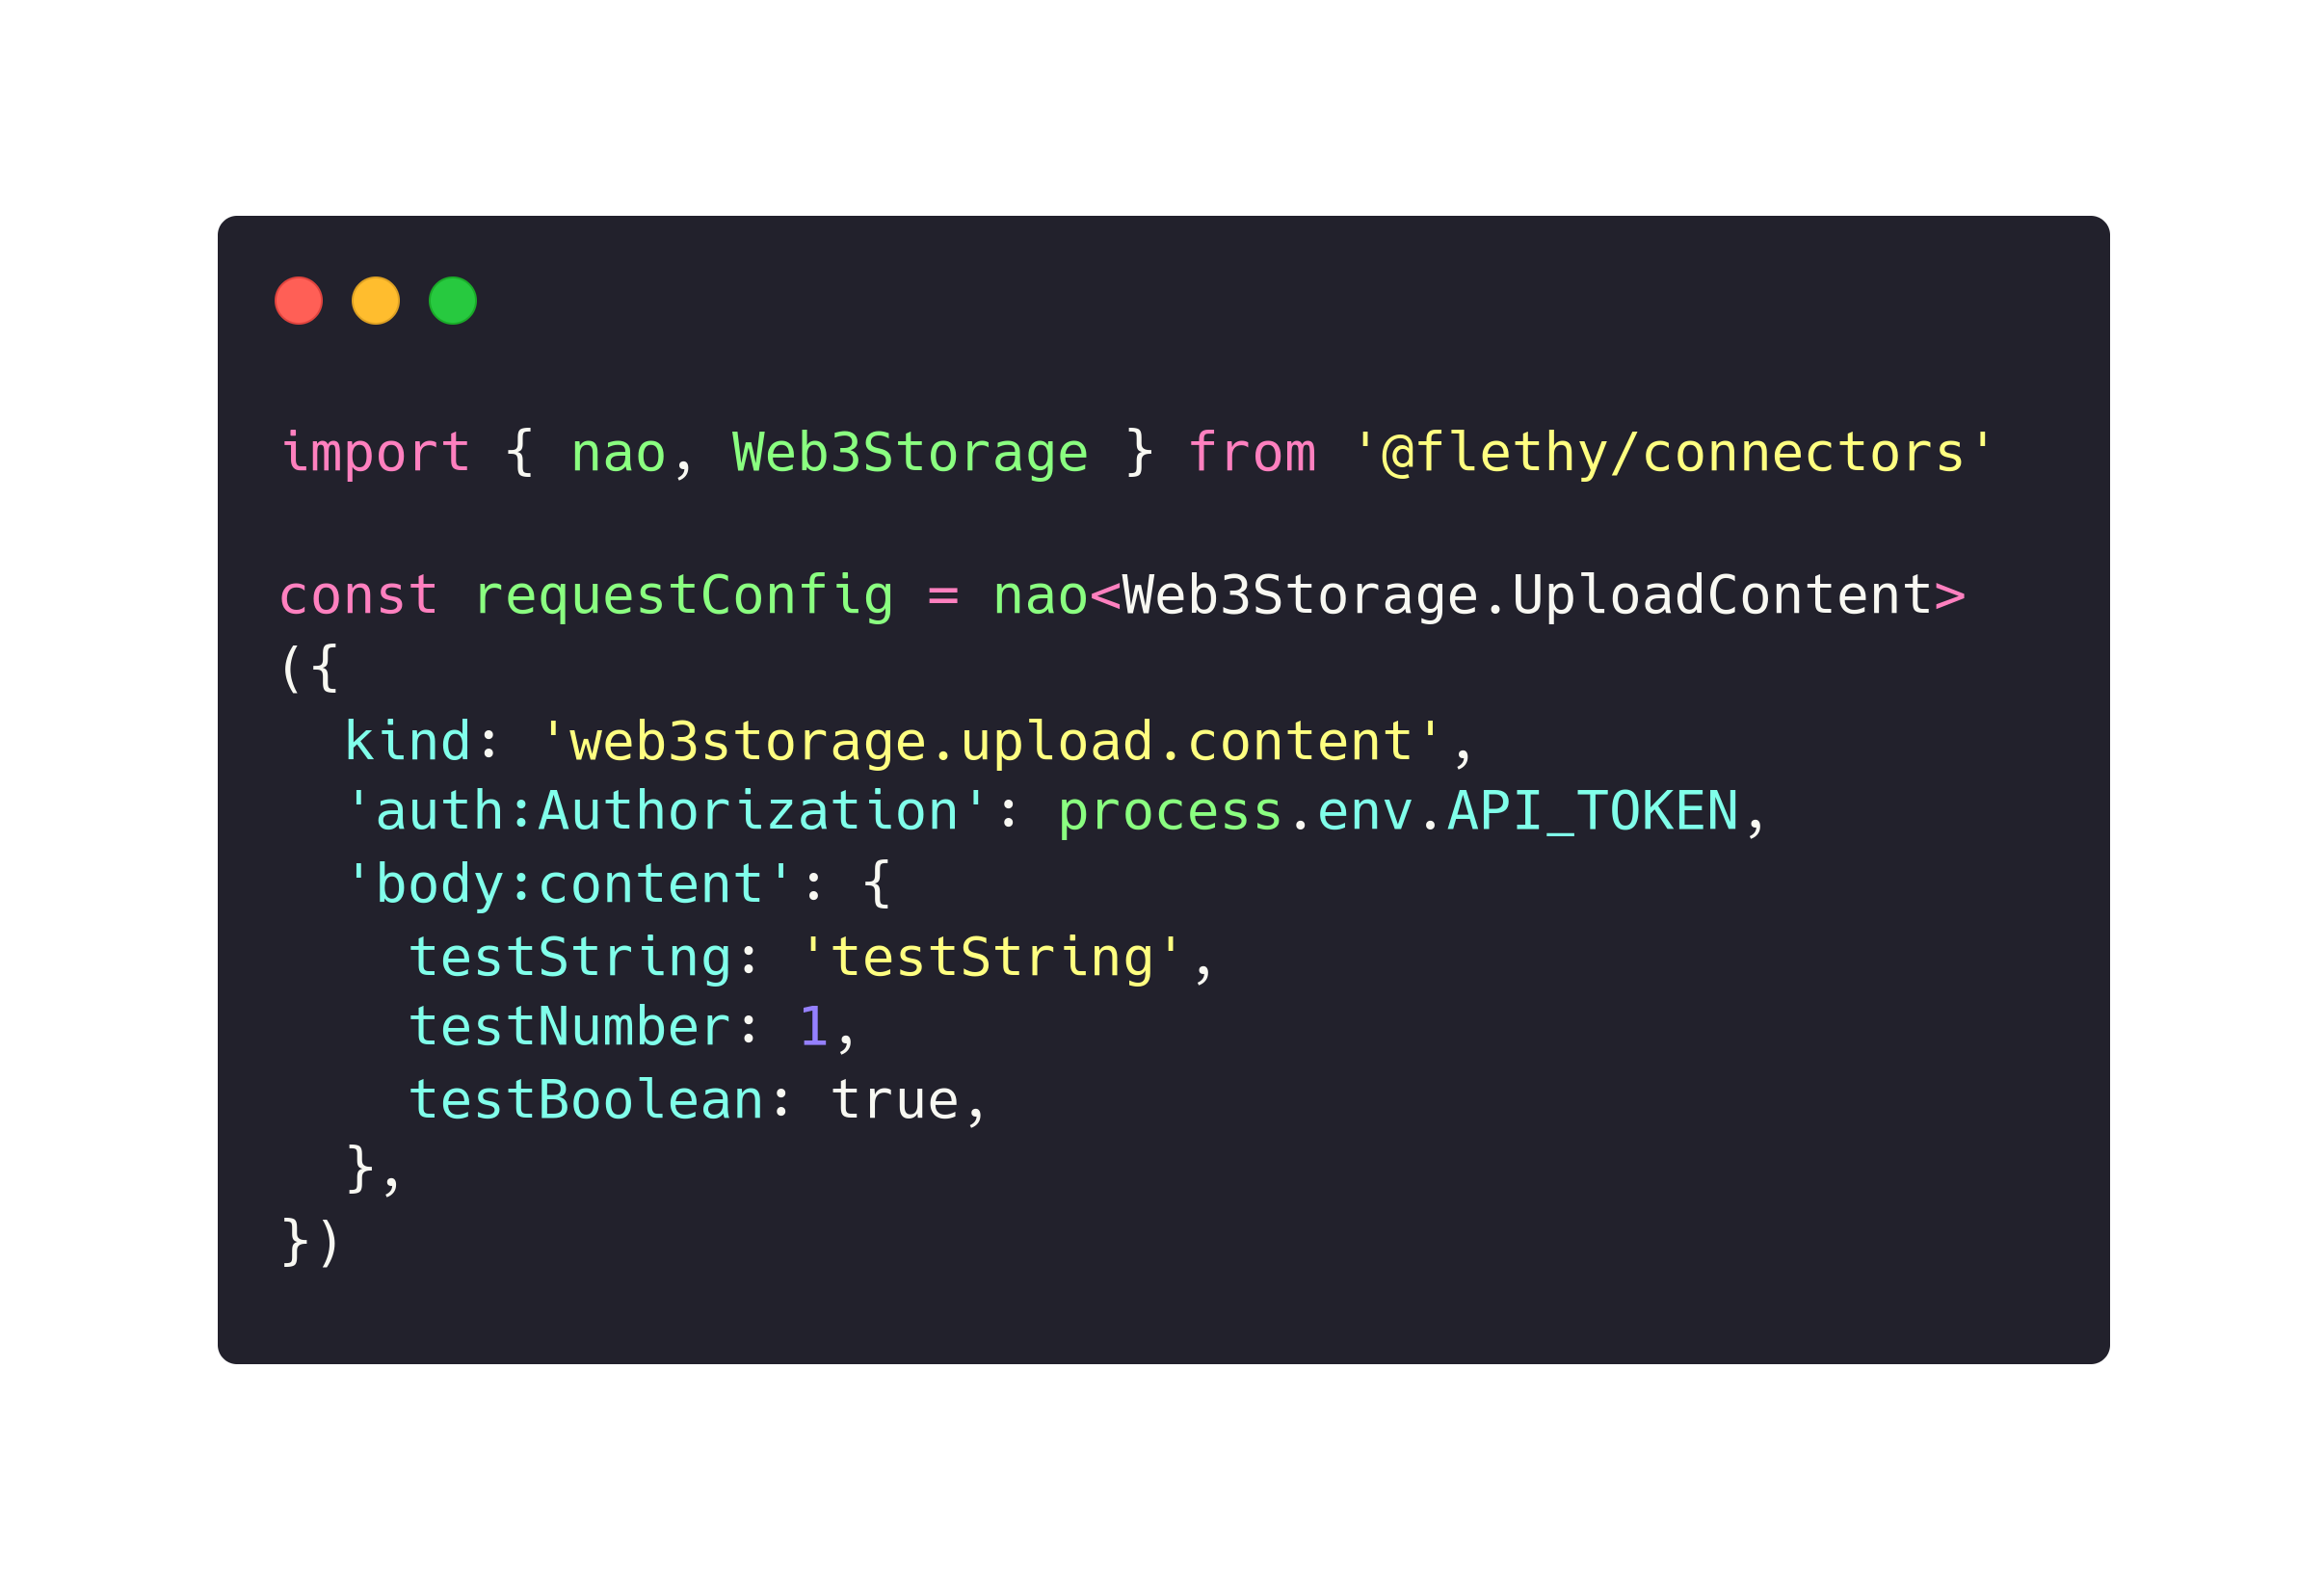 import { nao, Web3Storage } from '@flethy/connectors'
const requestConfig = nao<Web3Storage.UploadContent>
({
  kind: 'web3storage.upload.content',
  'auth:Authorization': process.env.API_TOKEN,
  'body:content': {
    testString: 'testString',
    testNumber: 1,
    testBoolean: true,
  },
})